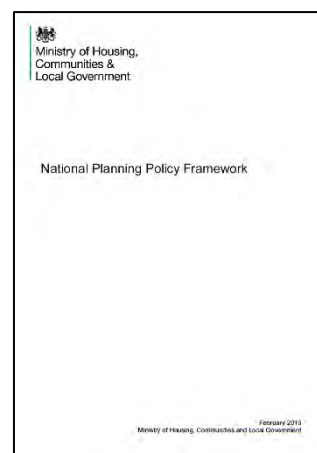 Ministry of Housing,
Communities &
Local Government
National Planning Policy Framework
February 2019
Ministry of Housing, Communities and Local Government